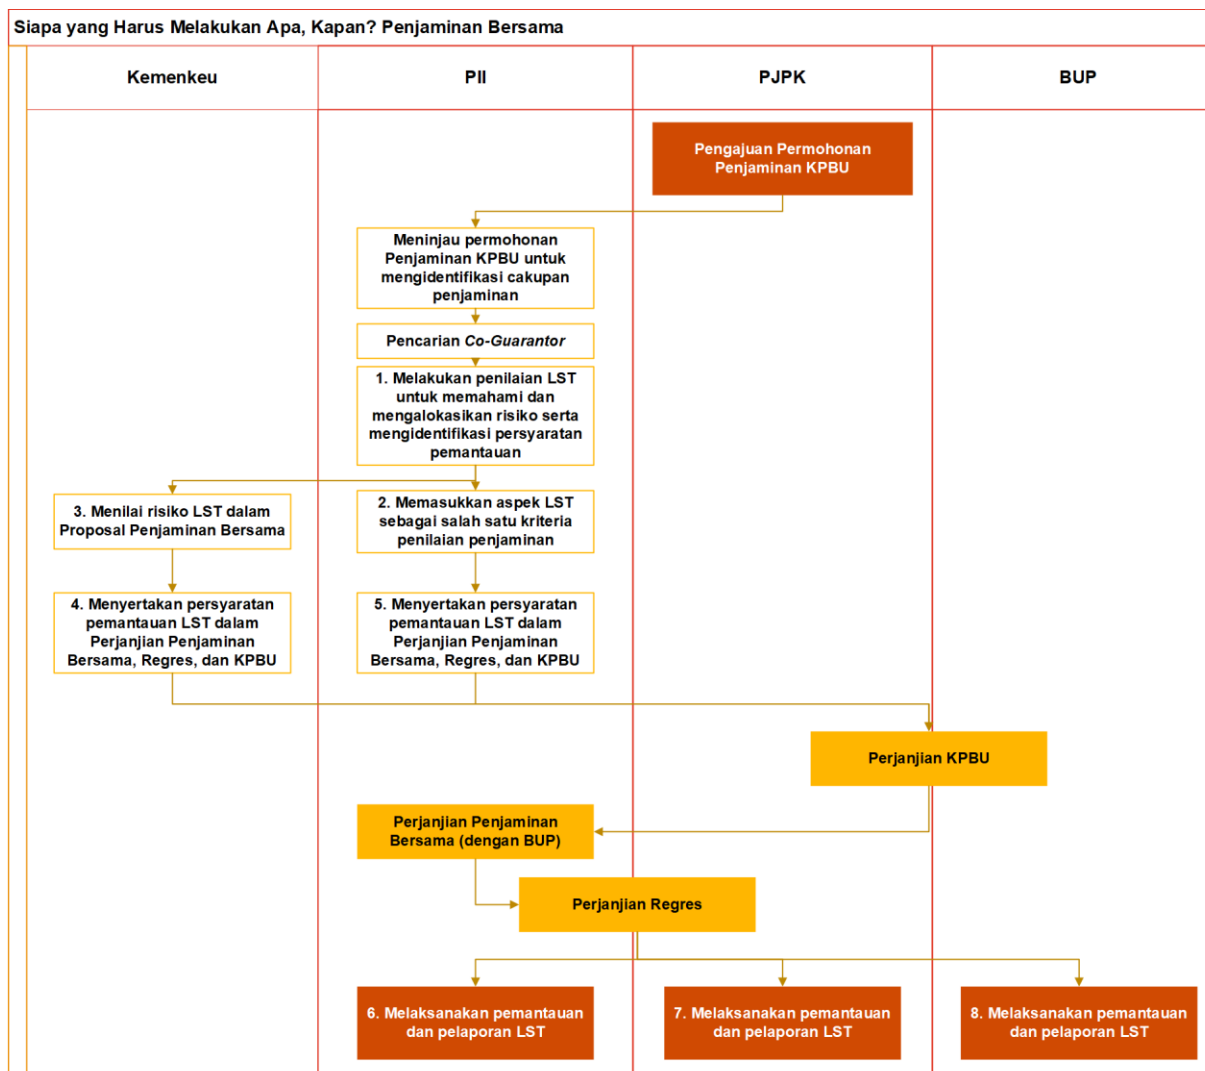 Siapa yang Harus Melakukan Apa, Kapan? Penjaminan Bersama
Kemenkeu
PII
PJPK
BUP
Pengajuan Permohonan
Penjaminan KPBU
Meninjau permohonan
Penjaminan KPBU untuk
mengidentifikasi cakupan
penjaminan
Pencarian Co-Guarantor
1. Melakukan penilaian LST
untuk memahami dan
mengalokasikan risiko serta
mengidentifikasi persyaratan
pemantauan
3. Menilai risiko LST dalam
Proposal Penjaminan Bersama
2. Memasukkan aspek LST
sebagai salah satu kriteria
penilaian penjaminan
4. Menyertakan persyaratan
pemantauan LST dalam
Perjanjian Penjaminan
Bersama, Regres, dan KPBU
5. Menyertakan persyaratan
pemantauan LST dalam
Perjanjian Penjaminan
Bersama, Regres, dan KPBU
Perjanjian KPBU
Perjanjian Penjaminan
Bersama (dengan BUP)
Perjanjian Regres
6. Melaksanakan pemantauan
dan pelaporan LST
7. Melaksanakan pemantauan
dan pelaporan LST
8. Melaksanakan pemantauan
dan pelaporan LST